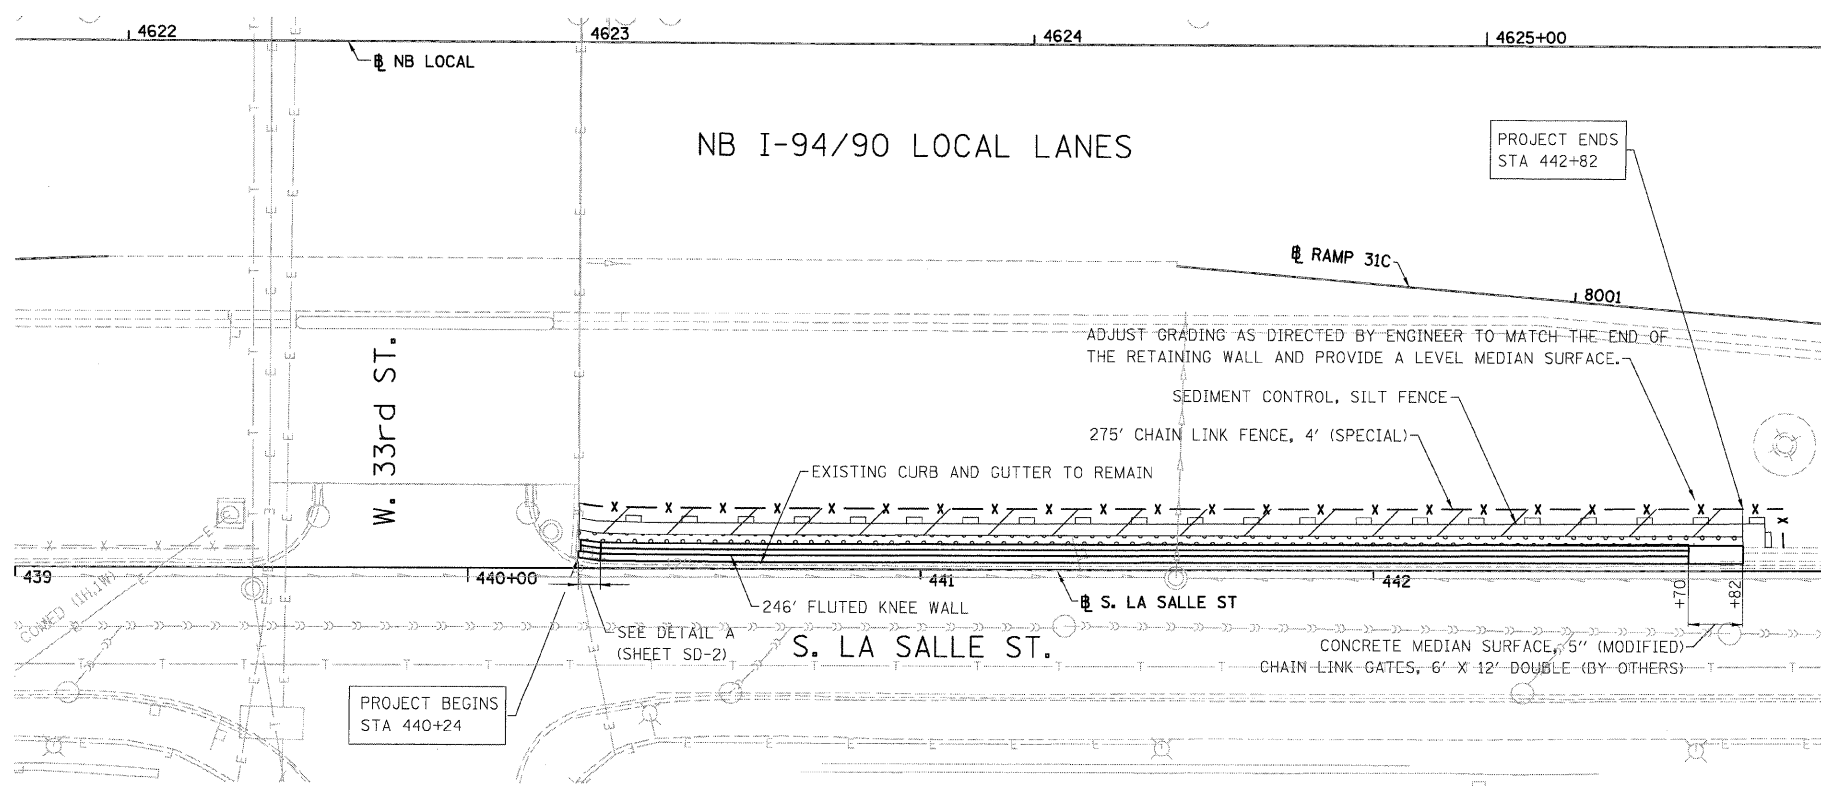 4622
4623
4624
4625+00
℄ NB LOCAL
NB I-94/90 LOCAL LANES
PROJECT ENDS
STA 442+82
℄ RAMP 31C
8001
ADJUST GRADING AS DIRECTED BY ENGINEER TO MATCH THE END OF
THE RETAINING WALL AND PROVIDE A LEVEL MEDIAN SURFACE.
W. 33rd ST.
SEDIMENT CONTROL, SILT FENCE
275' CHAIN LINK FENCE, 4' (SPECIAL)
EXISTING CURB AND GUTTER TO REMAIN
439
440+00
441
442
COMED (1H,1W)
+70
+82
246' FLUTED KNEE WALL
℄ S. LA SALLE ST
SEE DETAIL A
(SHEET SD-2)
S. LA SALLE ST.
CONCRETE MEDIAN SURFACE, 5" (MODIFIED)
CHAIN LINK GATES, 6' X 12' DOUBLE (BY OTHERS)
PROJECT BEGINS
STA 440+24